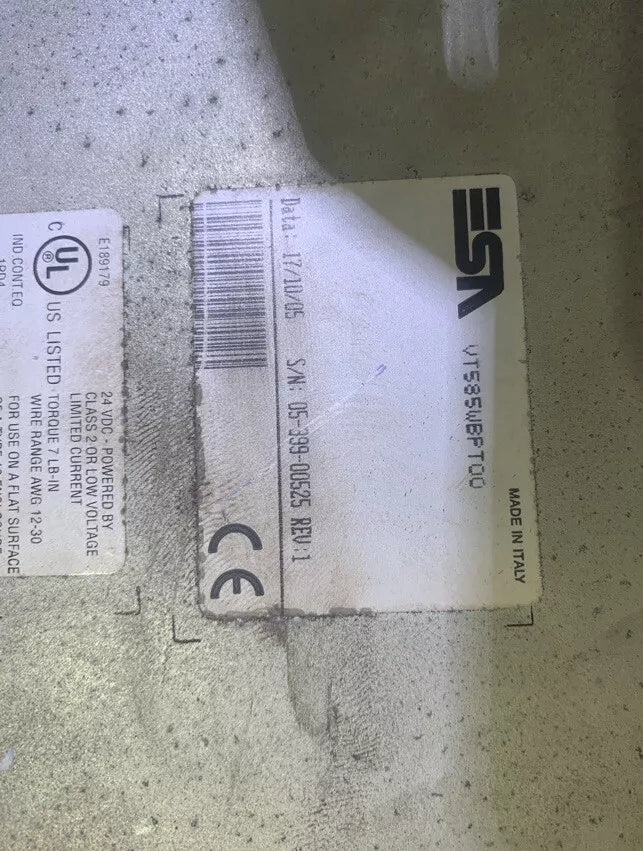 ESA
VT585WBPT00
MADE IN ITALY
Data: 17/10/05 S/N: 05-399-00525 REV:1
CE
E189179
C UL ® US LISTED
IND.CONT.EQ
24 VDC - POWERED BY
CLASS 2 OR LOW VOLTAGE
LIMITED CURRENT
TORQUE 7 LB-IN
WIRE RANGE AWG 12-30
FOR USE ON A FLAT SURFACE